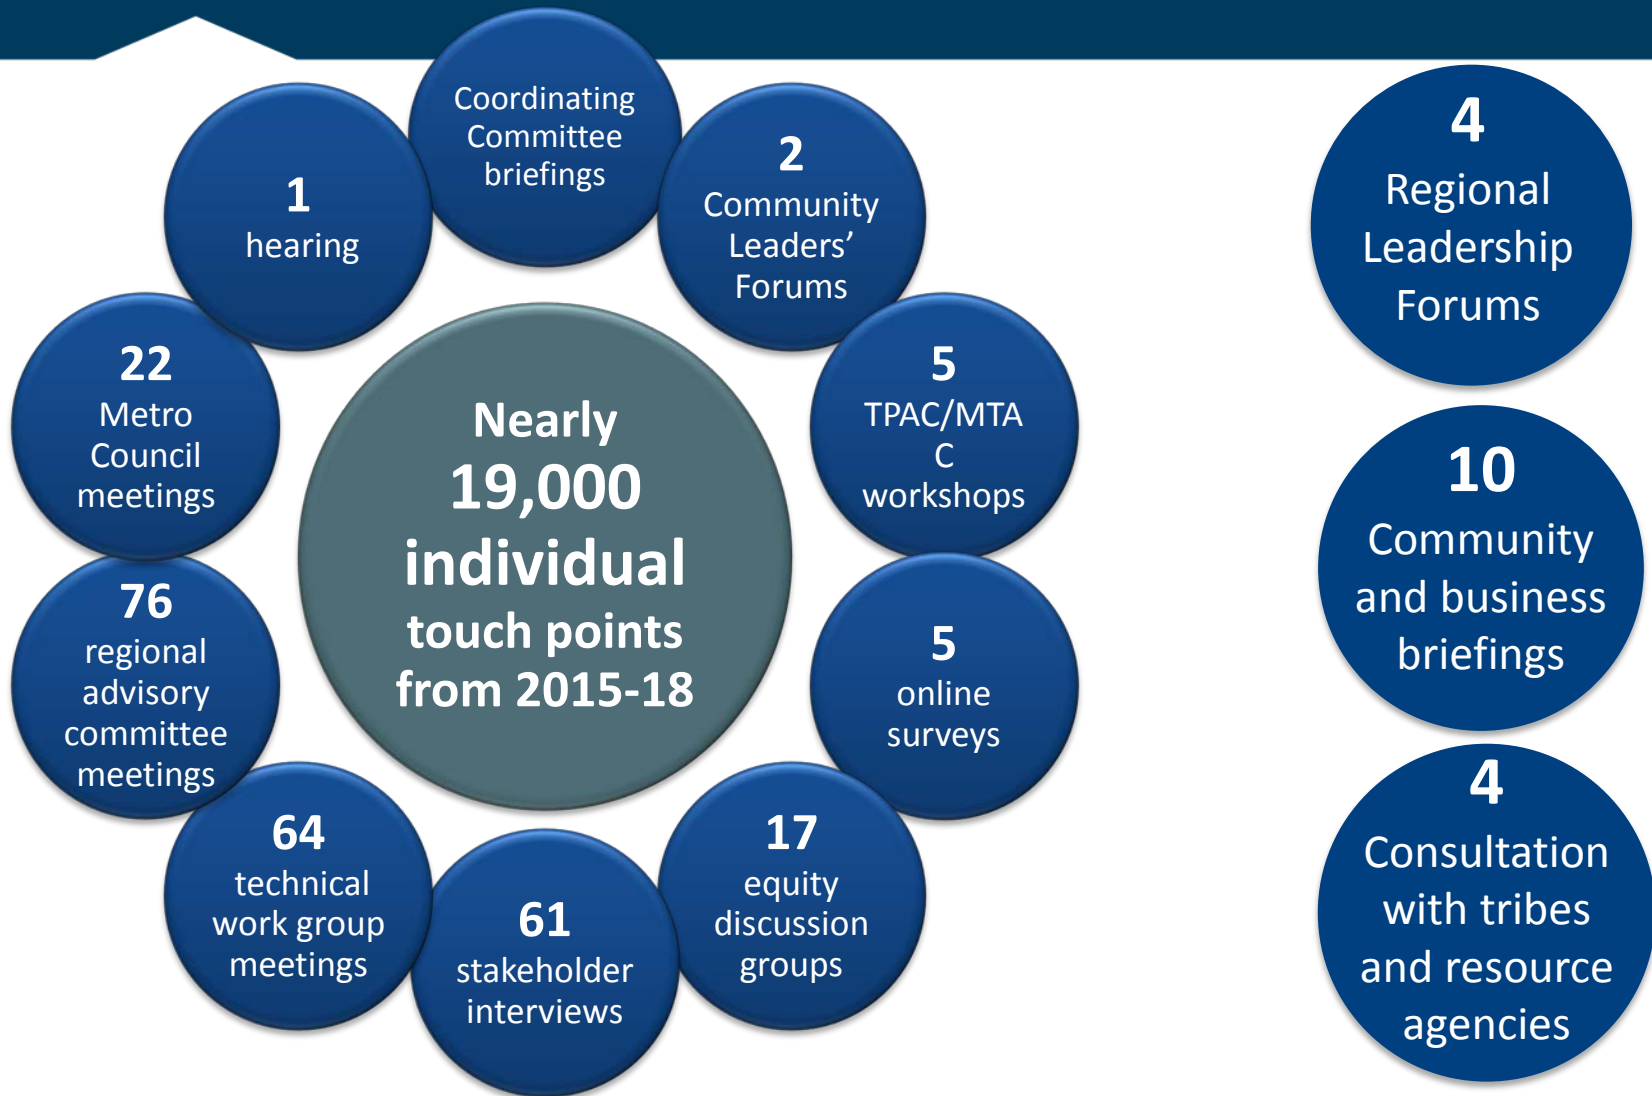 Coordinating
Committee
briefings
2
Community
Leaders’
Forums
5
TPAC/MTA
C
workshops
5
online
surveys
17
equity
discussion
groups
61
stakeholder
interviews
64
technical
work group
meetings
76
regional
advisory
committee
meetings
22
Metro
Council
meetings
1
hearing
Nearly
19,000
individual
touch points
from 2015-18
4
Regional
Leadership
Forums
10
Community
and business
briefings
4
Consultation
with tribes
and resource
agencies